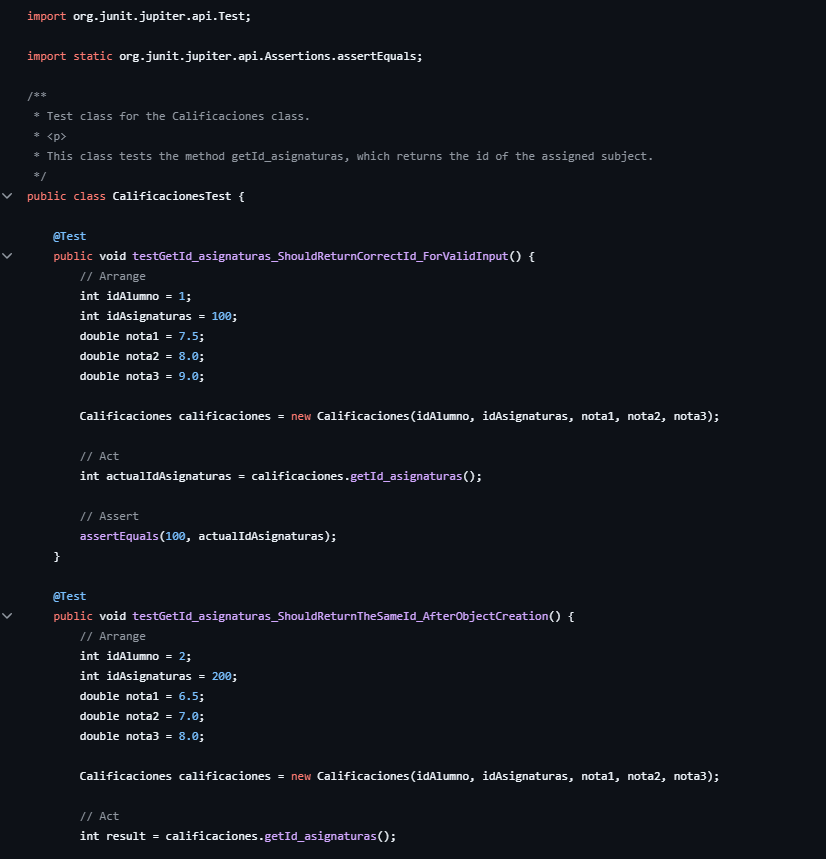 import org.junit.jupiter.api.Test;
import static org.junit.jupiter.api.Assertions.assertEquals;
/**
 * Test class for the Calificaciones class.
 * <p>
 * This class tests the method getId_asignaturas, which returns the id of the assigned subject.
 */
public class CalificacionesTest {
    @Test
    public void testGetId_asignaturas_ShouldReturnCorrectId_ForValidInput() {
        // Arrange
        int idAlumno = 1;
        int idAsignaturas = 100;
        double nota1 = 7.5;
        double nota2 = 8.0;
        double nota3 = 9.0;
        Calificaciones calificaciones = new Calificaciones(idAlumno, idAsignaturas, nota1, nota2, nota3);
        // Act
        int actualIdAsignaturas = calificaciones.getId_asignaturas();
        // Assert
        assertEquals(100, actualIdAsignaturas);
    }
    @Test
    public void testGetId_asignaturas_ShouldReturnTheSameId_AfterObjectCreation() {
        // Arrange
        int idAlumno = 2;
        int idAsignaturas = 200;
        double nota1 = 6.5;
        double nota2 = 7.0;
        double nota3 = 8.0;
        Calificaciones calificaciones = new Calificaciones(idAlumno, idAsignaturas, nota1, nota2, nota3);
        // Act
        int result = calificaciones.getId_asignaturas();